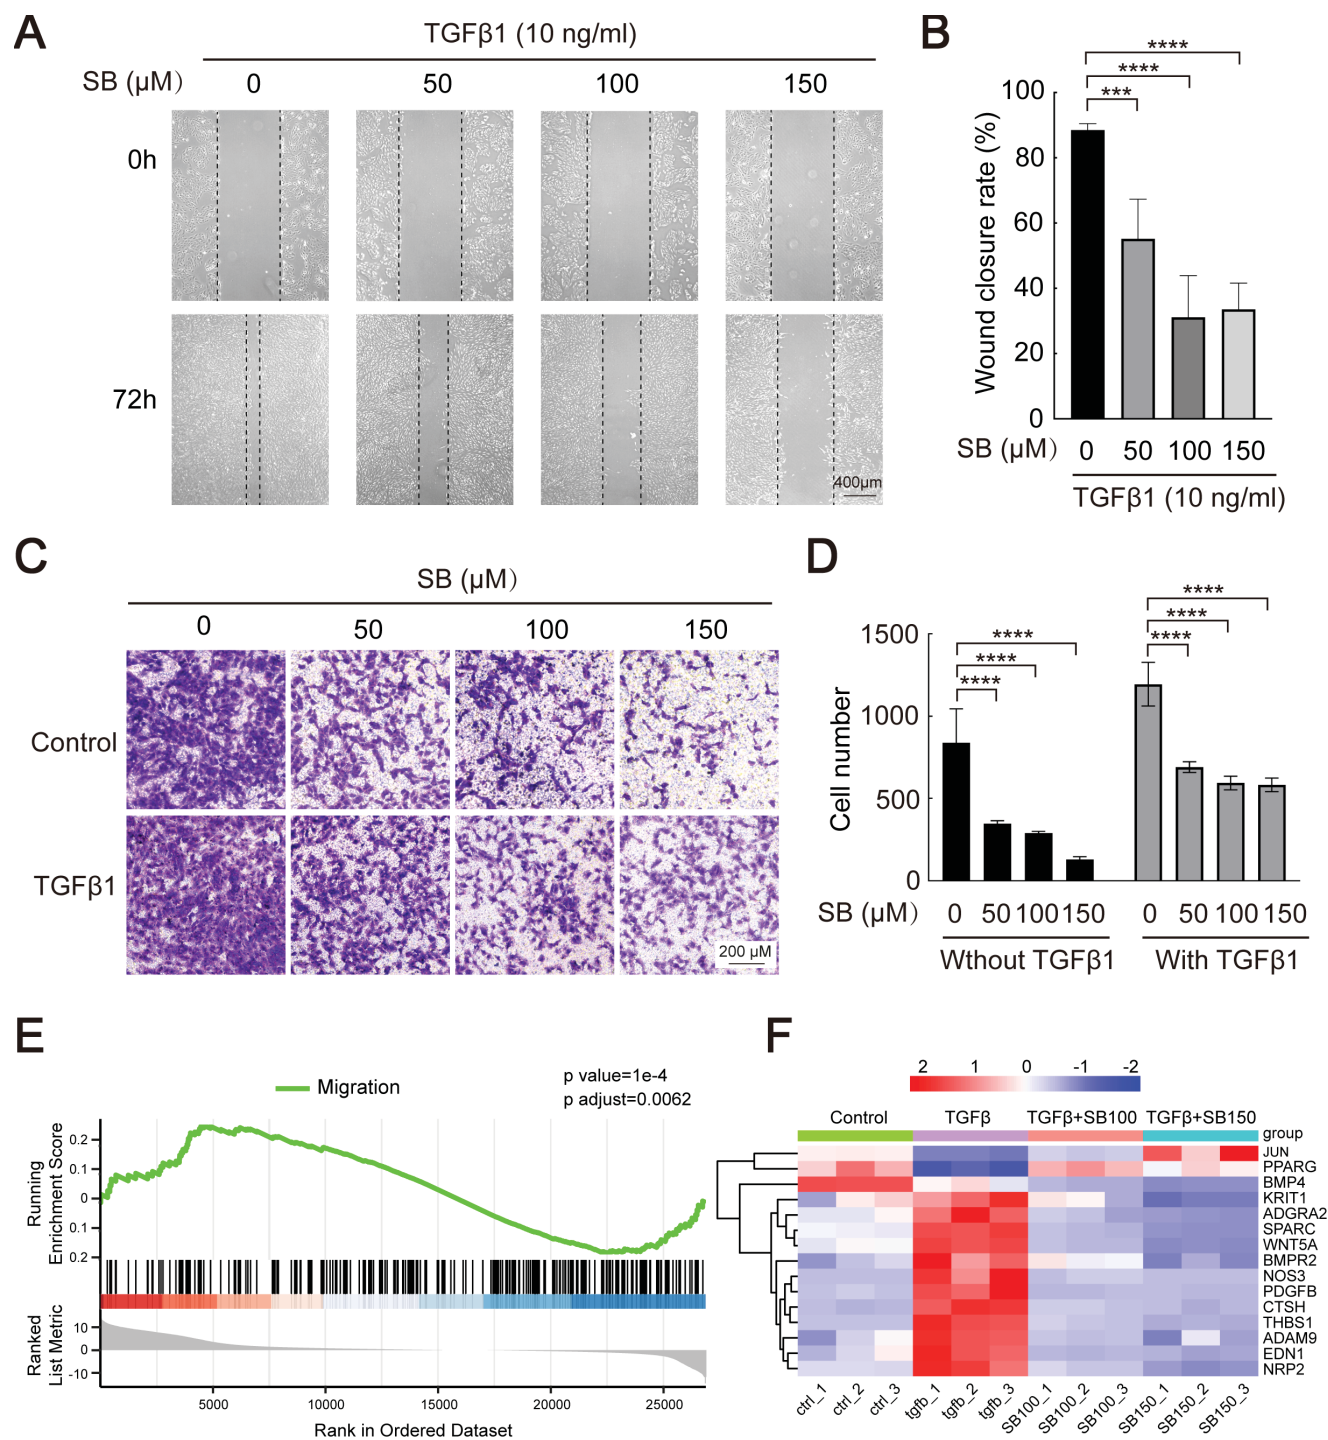 A
TGFβ1 (10 ng/ml)
SB (μM)
0 50 100 150
0h
72h
400μm
B
Wound closure rate (%)
100
80
60
40
20
0
*** **** ****
SB (μM)
0 50 100 150
TGFβ1 (10 ng/ml)
C
SB (μM)
0 50 100 150
Control
TGFβ1
200 μM
D
Cell number
1500
1000
500
0
**** **** ****
**** **** ****
SB (μM)
0 50 100 150
0 50 100 150
Wthout TGFβ1
With TGFβ1
E
Migration
p value=1e-4
p adjust=0.0062
Running
Enrichment Score
0.2
0.1
0
0.1
0.2
Ranked
List Metric
10
0
-10
5000 10000 15000 20000 25000
Rank in Ordered Dataset
F
2 1 0 -1 -2
Control TGFβ TGFβ+SB100 TGFβ+SB150
group
JUN
PPARG
BMP4
KRIT1
ADGRA2
SPARC
WNT5A
BMPR2
NOS3
PDGFB
CTSH
THBS1
ADAM9
EDN1
NRP2
ctrl_1 ctrl_2 ctrl_3 tgfb_1 tgfb_2 tgfb_3 SB100_1 SB100_2 SB100_3 SB150_1 SB150_2 SB150_3